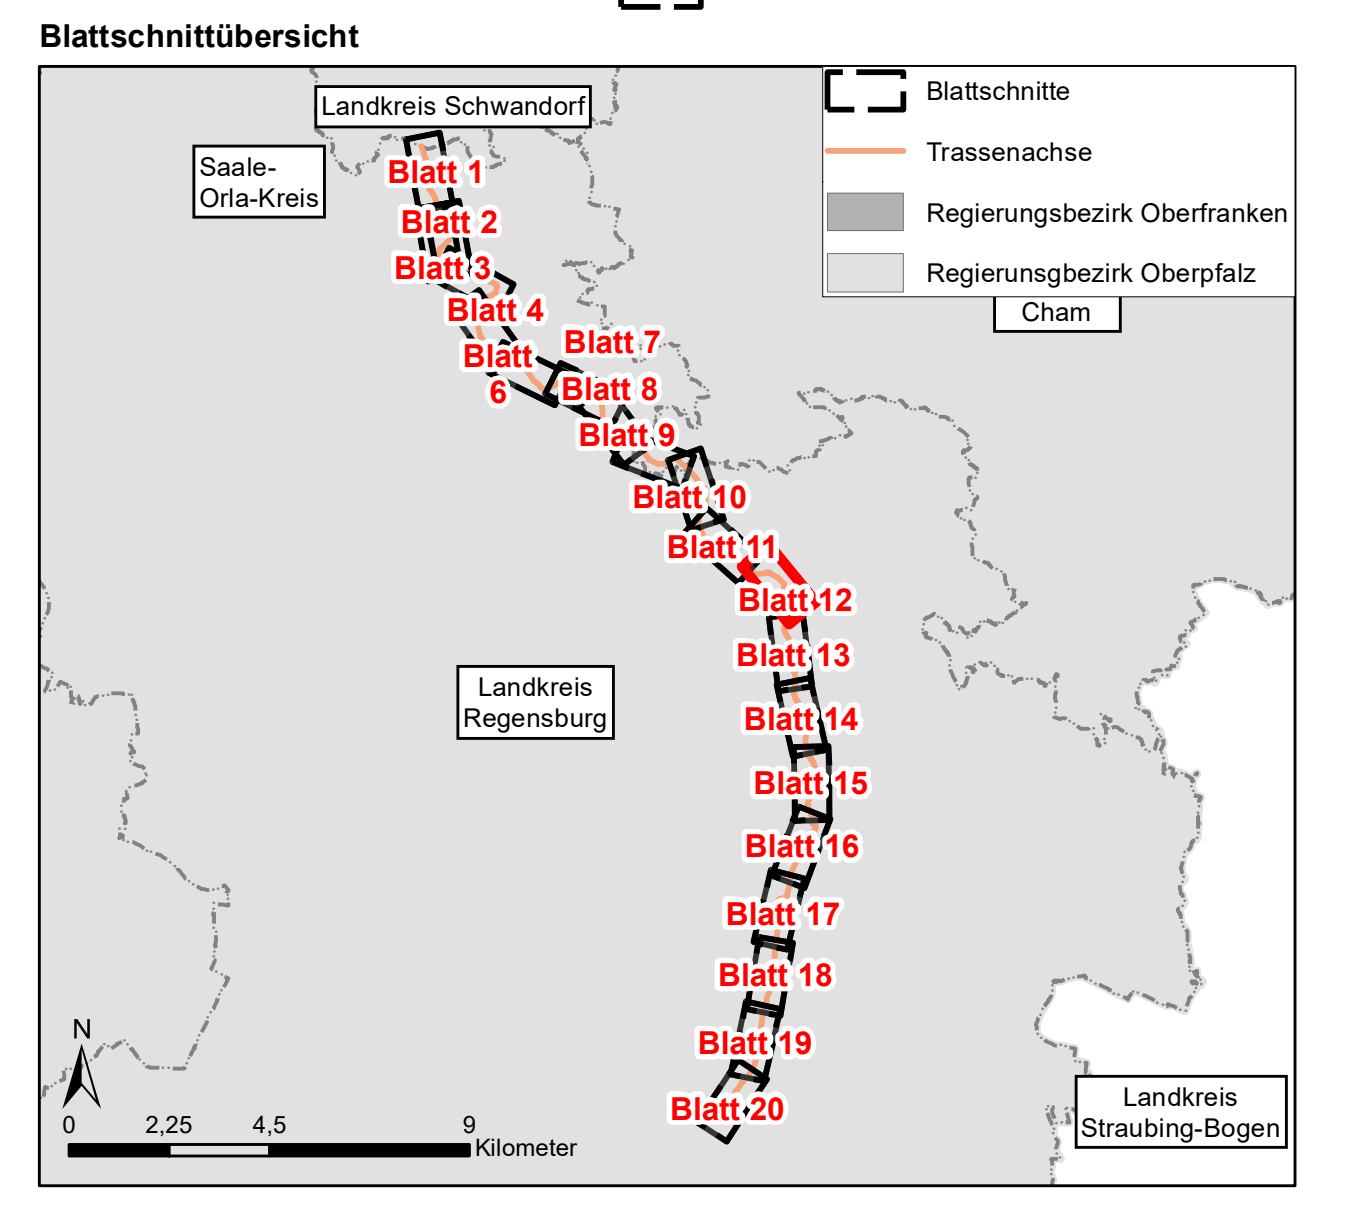 Blattschnittübersicht
Landkreis Schwandorf
Saale-
Orla-Kreis
Blattschnitte
Trassenachse
Regierungsbezirk Oberfranken
Regierunsgbezirk Oberpfalz
Cham
Blatt 1
Blatt 2
Blatt 3
Blatt 4
Blatt
6
Blatt 7
Blatt 8
Blatt 9
Blatt 10
Blatt 11
Blatt 12
Blatt 13
Blatt 14
Blatt 15
Blatt 16
Blatt 17
Blatt 18
Blatt 19
Blatt 20
Landkreis
Regensburg
Landkreis
Straubing-Bogen
N
0 2,25 4,5 9
Kilometer